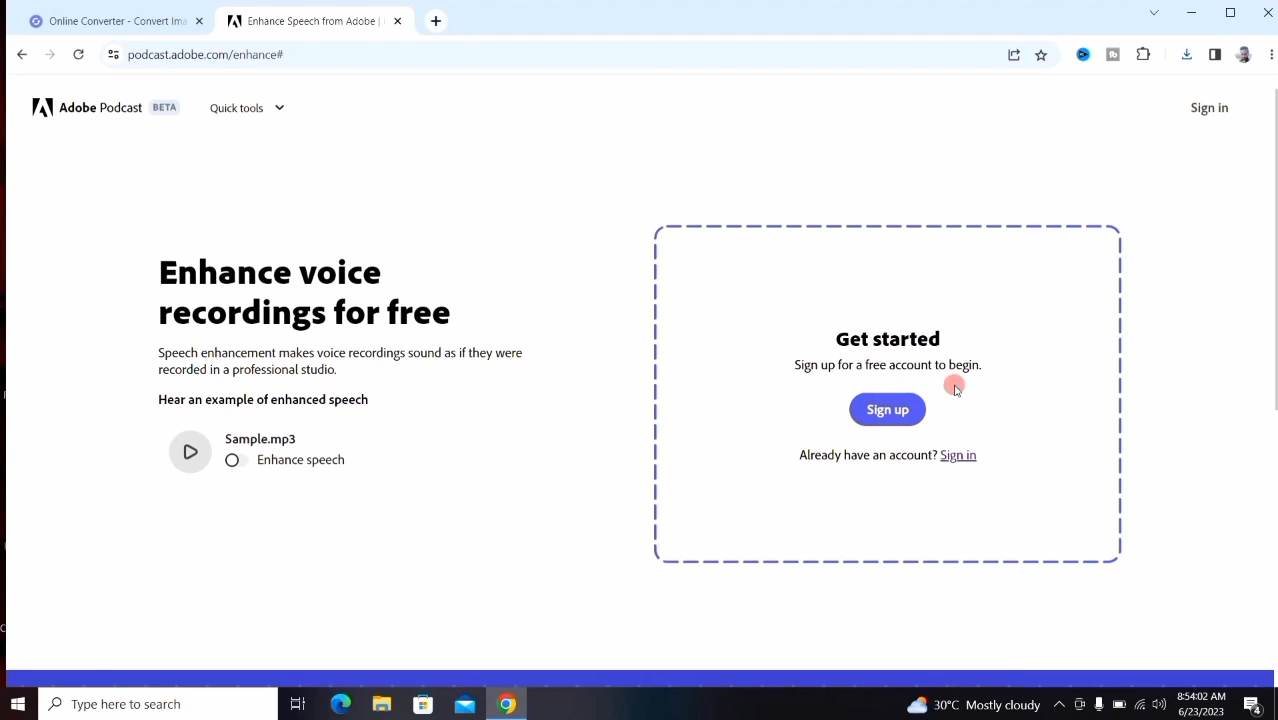 Online Converter - Convert Ima
Enhance Speech from Adobe |
podcast.adobe.com/enhance#
Adobe Podcast BETA
Quick tools
Sign in
Enhance voice
recordings for free
Speech enhancement makes voice recordings sound as if they were
recorded in a professional studio.
Hear an example of enhanced speech
Sample.mp3
Enhance speech
Get started
Sign up for a free account to begin.
Sign up
Already have an account? Sign in
Type here to search
30°C Mostly cloudy
8:54:02 AM
6/23/2023
4